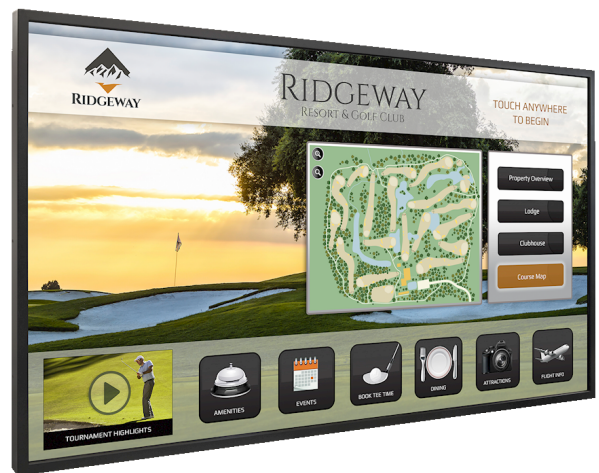 RIDGEWAY
RIDGEWAY
RESORT & GOLF CLUB
TOUCH ANYWHERE
TO BEGIN
Property Overview
Lodge
Clubhouse
Course Map
TOURNAMENT HIGHLIGHTS
AMENITIES
EVENTS
BOOK TEE TIME
DINING
ATTRACTIONS
FLIGHT INFO